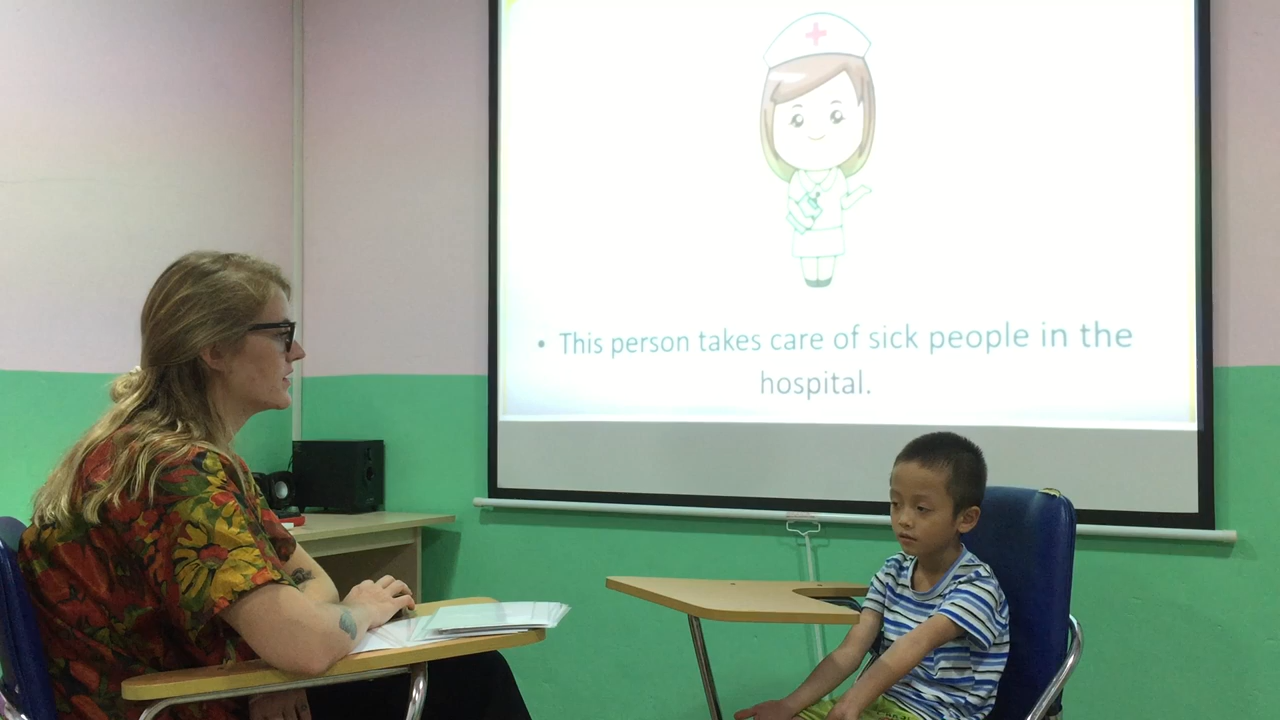 • This person takes care of sick people in the
hospital.